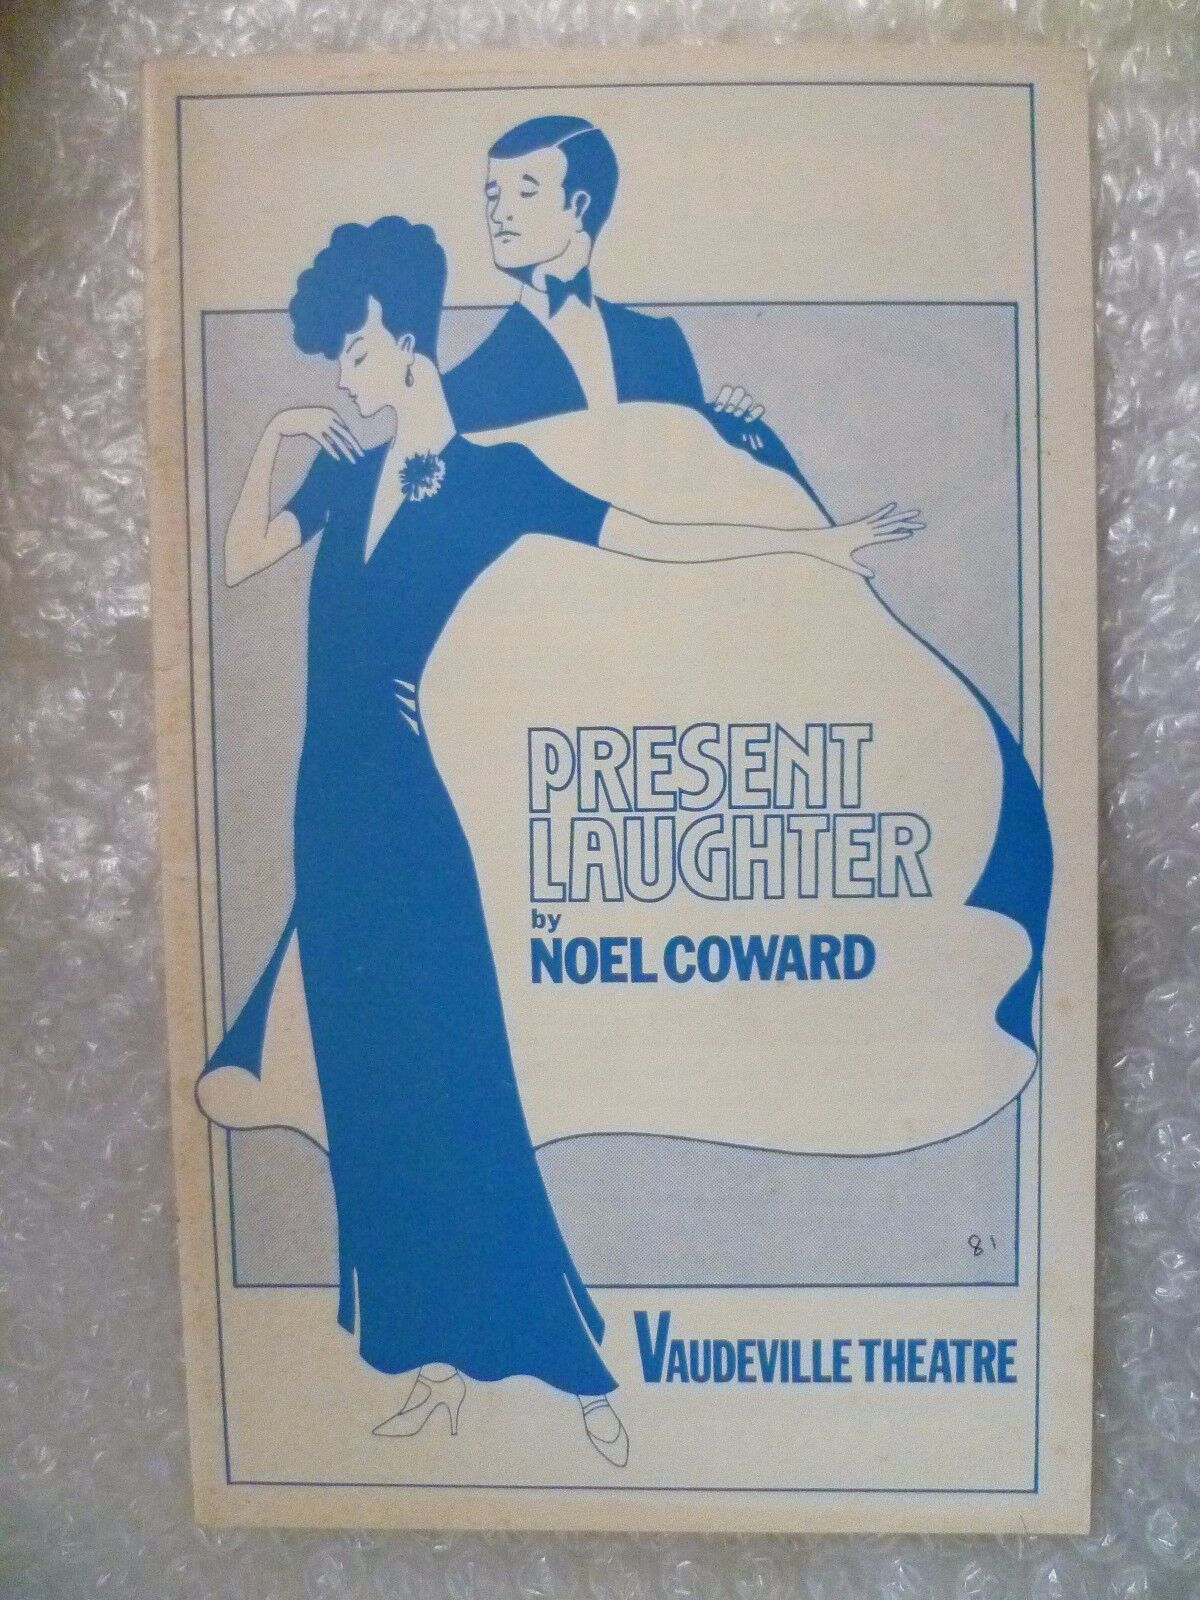 PRESENT
LAUGHTER
by
NOEL COWARD
81
VAUDEVILLE THEATRE